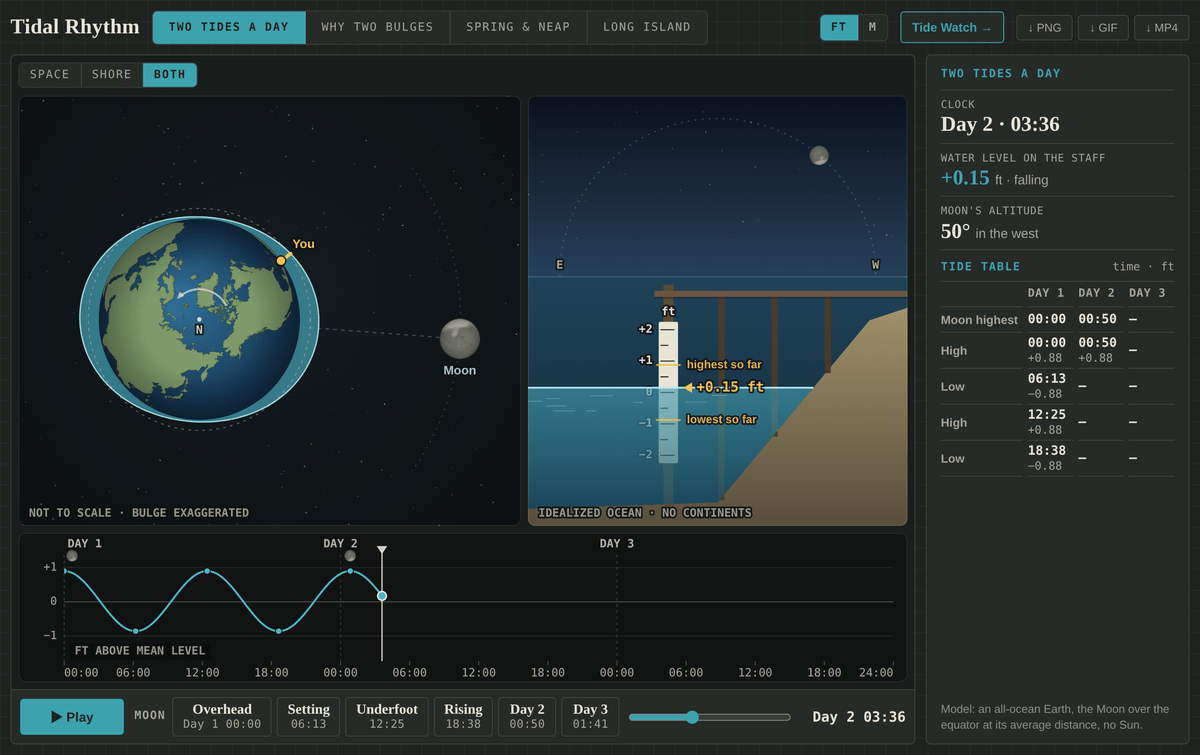 Tidal Rhythm
TWO TIDES A DAY
WHY TWO BULGES
SPRING & NEAP
LONG ISLAND
FT
M
Tide Watch →
↓ PNG
↓ GIF
↓ MP4
SPACE
SHORE
BOTH
You
N
Moon
NOT TO SCALE · BULGE EXAGGERATED
E
W
ft
+2
+1
highest so far
+0.15 ft
0
−1
lowest so far
−2
IDEALIZED OCEAN · NO CONTINENTS
DAY 1
DAY 2
DAY 3
+1
0
−1
FT ABOVE MEAN LEVEL
00:00 06:00 12:00 18:00 00:00 06:00 12:00 18:00 00:00 06:00 12:00 18:00 24:00
▶ Play
MOON
Overhead
Day 1 00:00
Setting
06:13
Underfoot
12:25
Rising
18:38
Day 2
00:50
Day 3
01:41
Day 2 03:36
TWO TIDES A DAY
CLOCK
Day 2 · 03:36
WATER LEVEL ON THE STAFF
+0.15 ft · falling
MOON'S ALTITUDE
50° in the west
TIDE TABLE time · ft
DAY 1 DAY 2 DAY 3
Moon highest 00:00 00:50 –
High 00:00 00:50 –
+0.88 +0.88
Low 06:13 – –
−0.88
High 12:25 – –
+0.88
Low 18:38 – –
−0.88
Model: an all-ocean Earth, the Moon over the
equator at its average distance, no Sun.